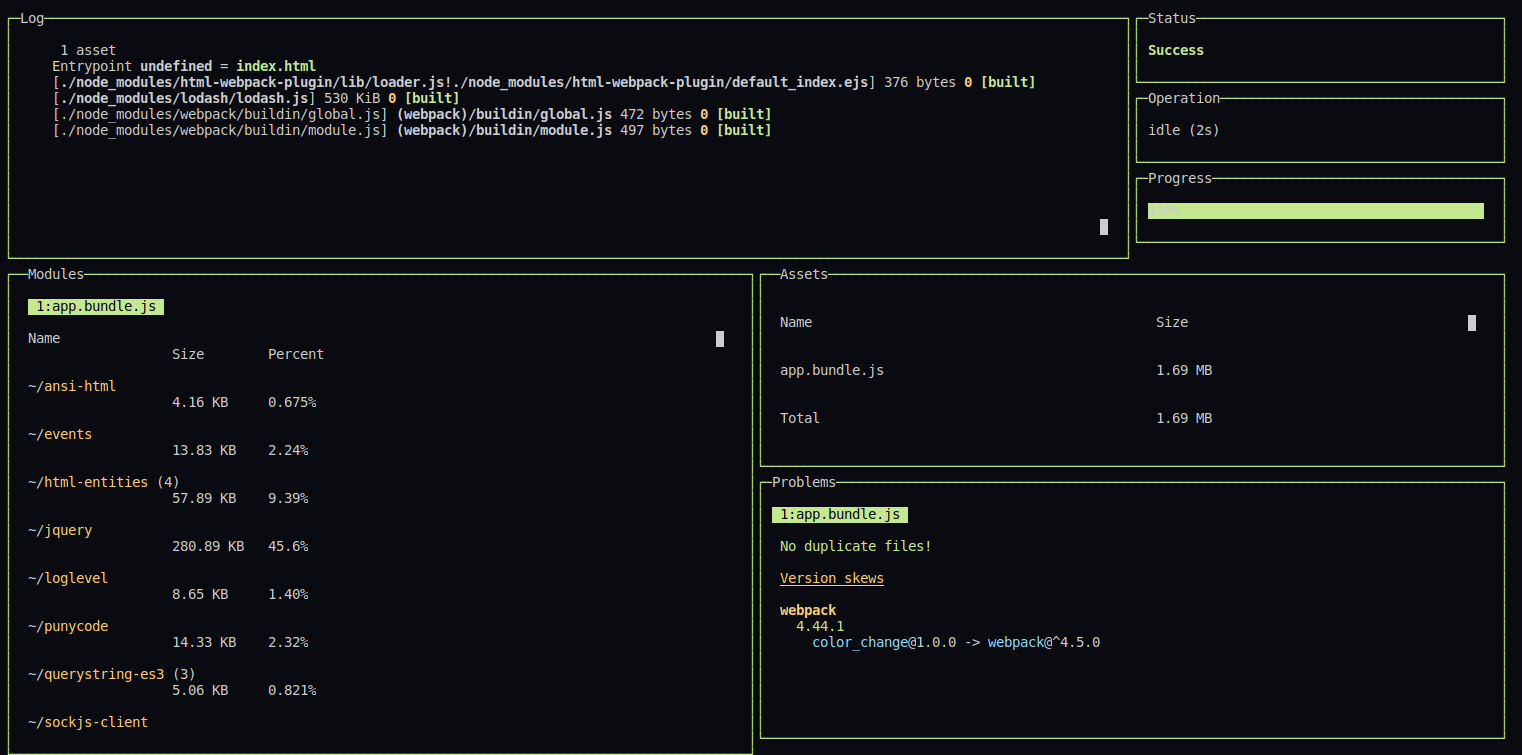 Log
1 asset
Entrypoint undefined = index.html
[./node_modules/html-webpack-plugin/lib/loader.js!./node_modules/html-webpack-plugin/default_index.ejs] 376 bytes 0 [built]
[./node_modules/lodash/lodash.js] 530 KiB 0 [built]
[./node_modules/webpack/buildin/global.js] (webpack)/buildin/global.js 472 bytes 0 [built]
[./node_modules/webpack/buildin/module.js] (webpack)/buildin/module.js 497 bytes 0 [built]
Status
Success
Operation
idle (2s)
Progress
Modules
1:app.bundle.js
Name
Size Percent
~/ansi-html
4.16 KB 0.675%
~/events
13.83 KB 2.24%
~/html-entities (4)
57.89 KB 9.39%
~/jquery
280.89 KB 45.6%
~/loglevel
8.65 KB 1.40%
~/punycode
14.33 KB 2.32%
~/querystring-es3 (3)
5.06 KB 0.821%
~/sockjs-client
Assets
Name Size
app.bundle.js 1.69 MB
Total 1.69 MB
Problems
1:app.bundle.js
No duplicate files!
Version skews
webpack
4.44.1
color_change@1.0.0 -> webpack@^4.5.0